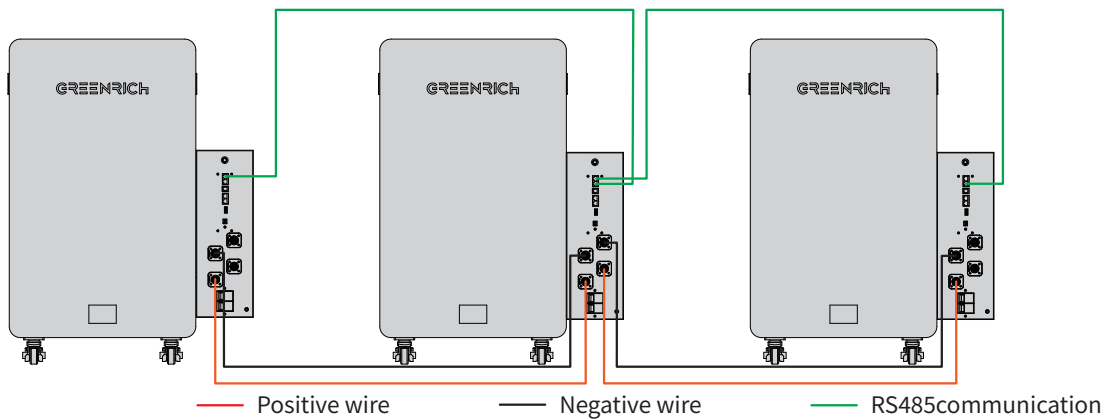 GREENRICH GREENRICH GREENRICH
Positive wire Negative wire RS485communication